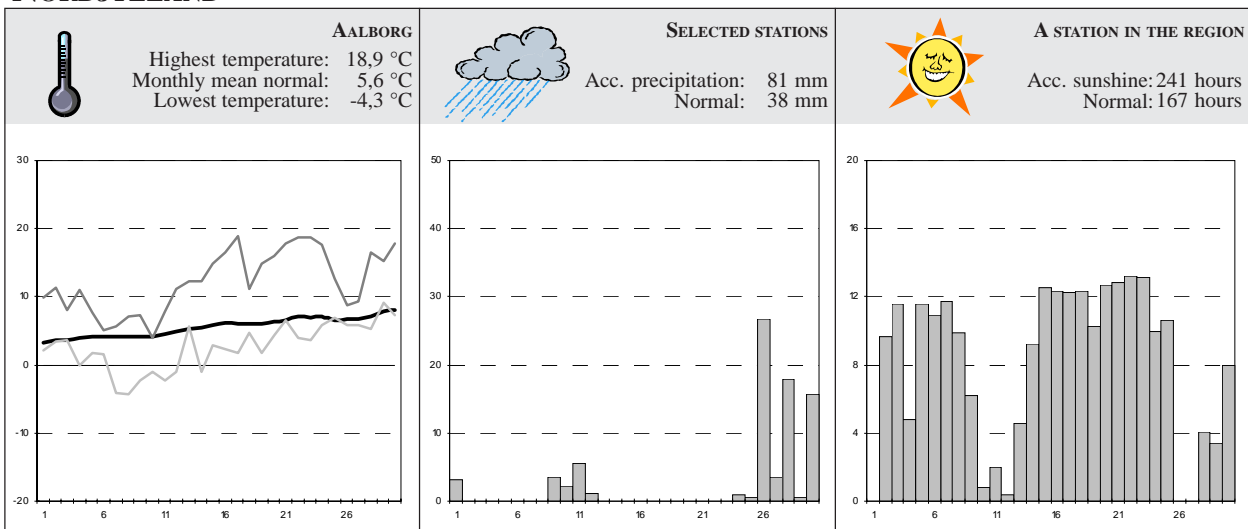 AALBORG
Highest temperature: 18,9 °C
Monthly mean normal: 5,6 °C
Lowest temperature: -4,3 °C
SELECTED STATIONS
Acc. precipitation: 81 mm
Normal: 38 mm
A STATION IN THE REGION
Acc. sunshine: 241 hours
Normal: 167 hours
30
20
10
0
-10
-20
1 6 11 16 21 26
50
40
30
20
10
0
1 6 11 16 21 26
20
16
12
8
4
0
1 6 11 16 21 26